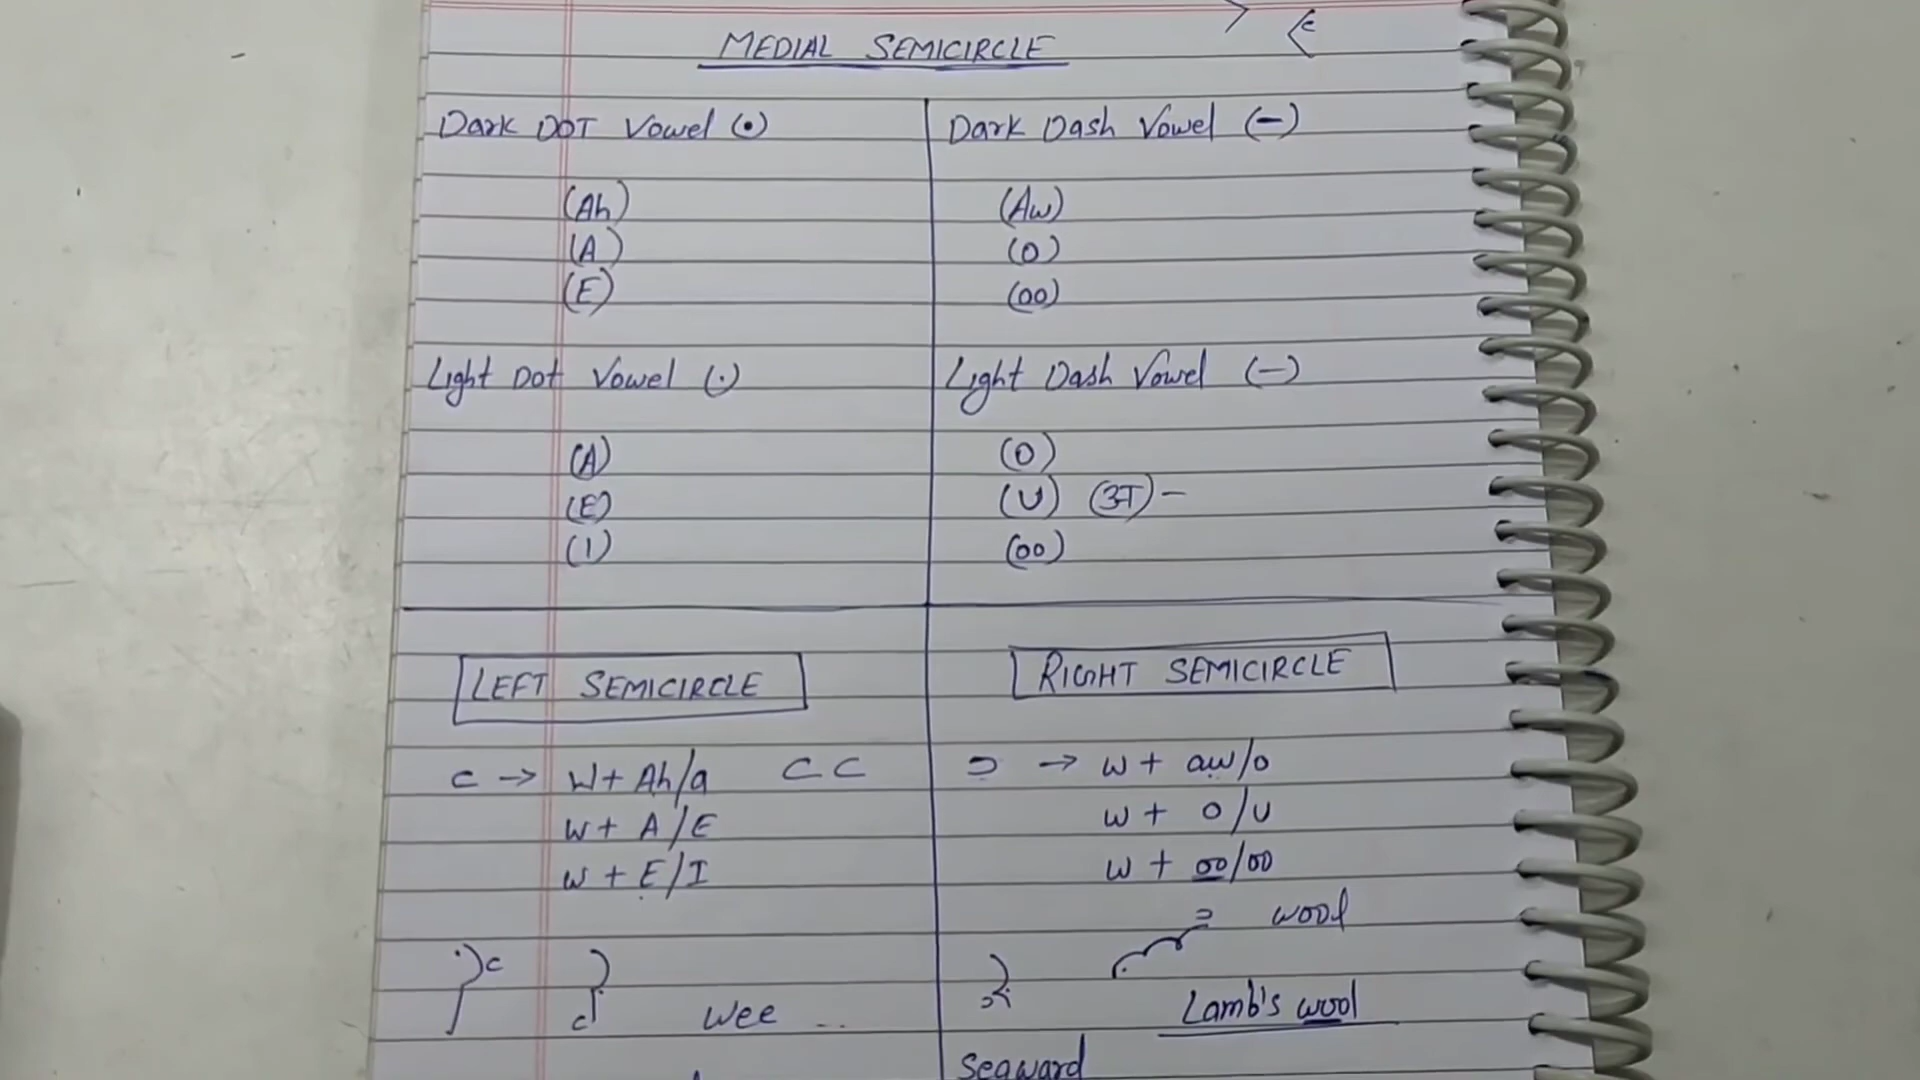 MEDIAL SEMICIRCLE
Dark DOT Vowel (•)
(Ah)
(A)
(E)
Dark Dash Vowel (–)
(Aw)
(O)
(oo)
Light Dot Vowel (.)
(A)
(E)
(I)
Light Dash Vowel (–)
(O)
(U) –
(oo)
LEFT SEMICIRCLE
⊂ → W + Ah/a ⊂ ⊂
W + A/E
W + E/I
Wee ..
RIGHT SEMICIRCLE
⊃ → W + aw/o
W + O/U
W + oo/oo
wool
Lamb's wool
Seaward